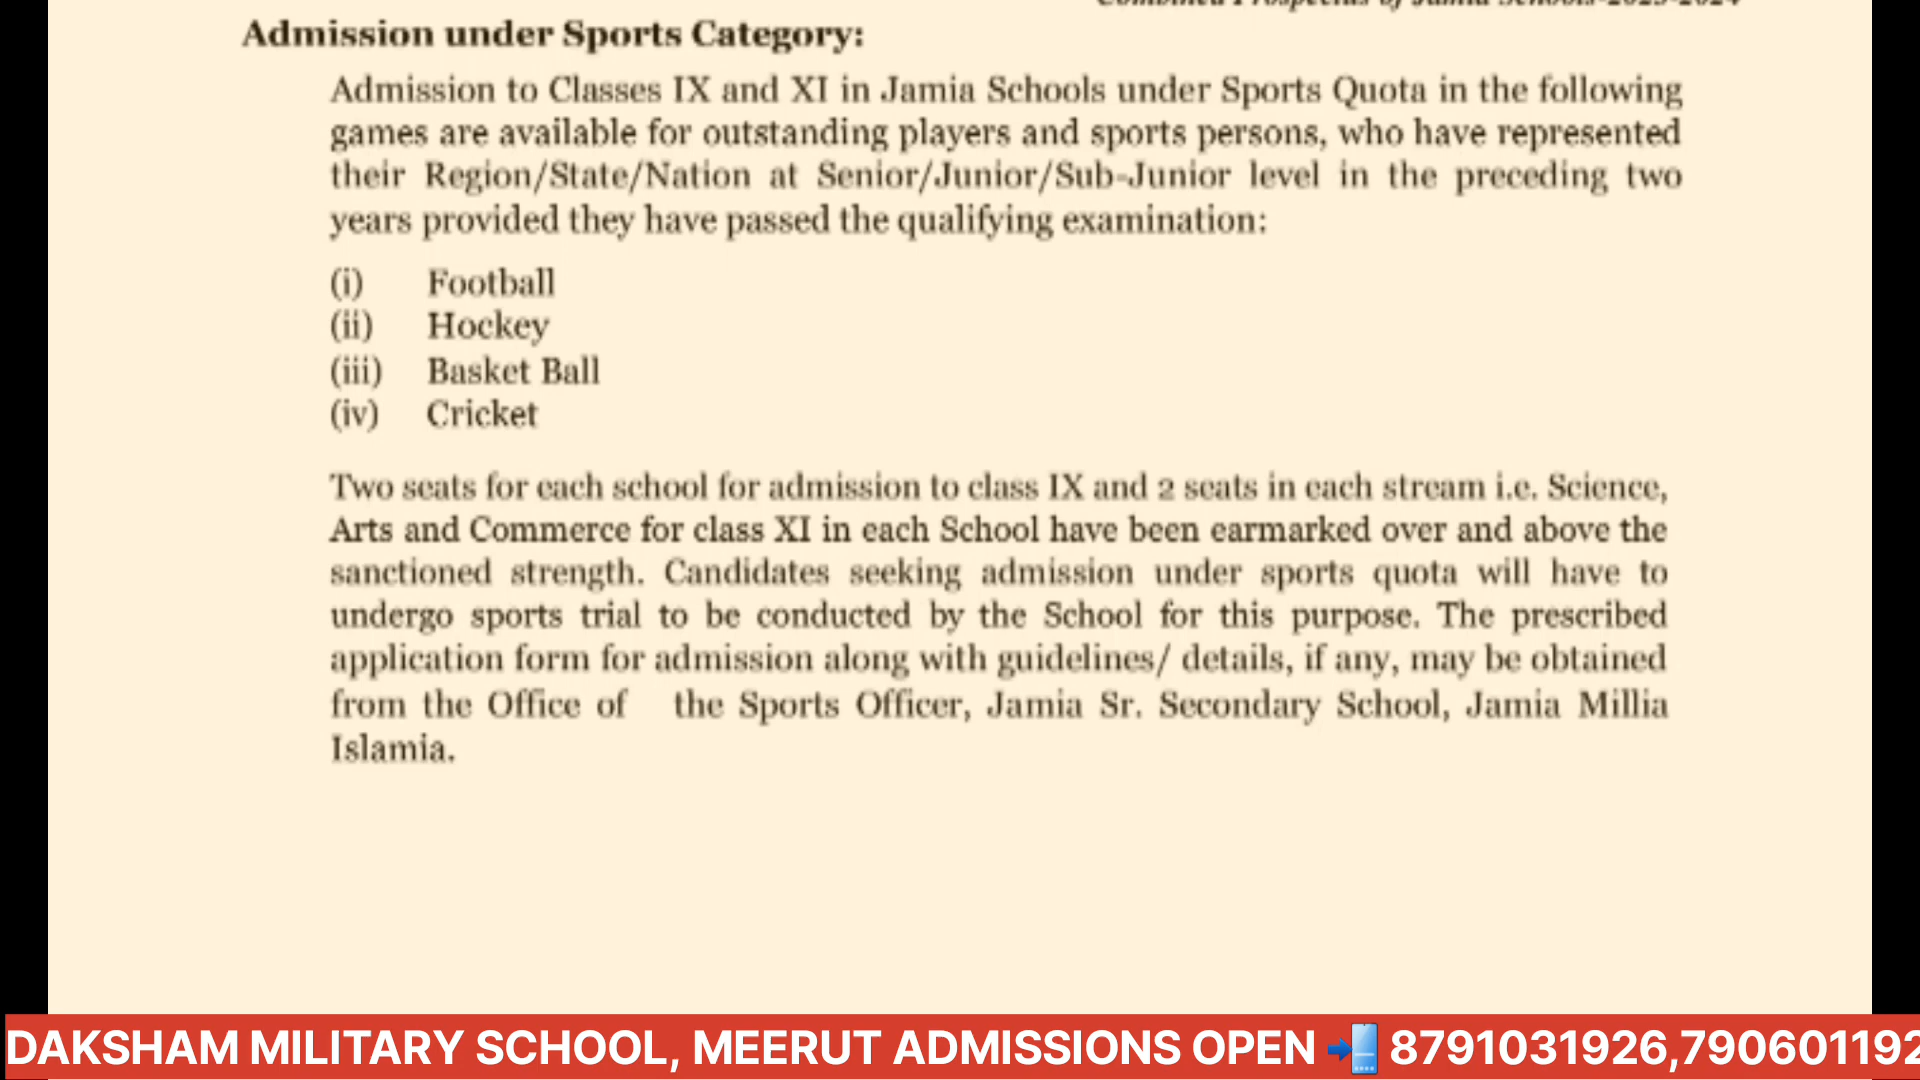 Combined Prospectus of Jamia Schools-2023-2024
Admission under Sports Category:
Admission to Classes IX and XI in Jamia Schools under Sports Quota in the following
games are available for outstanding players and sports persons, who have represented
their Region/State/Nation at Senior/Junior/Sub-Junior level in the preceding two
years provided they have passed the qualifying examination:
(i) Football
(ii) Hockey
(iii) Basket Ball
(iv) Cricket
Two seats for each school for admission to class IX and 2 seats in each stream i.e. Science,
Arts and Commerce for class XI in each School have been earmarked over and above the
sanctioned strength. Candidates seeking admission under sports quota will have to
undergo sports trial to be conducted by the School for this purpose. The prescribed
application form for admission along with guidelines/ details, if any, may be obtained
from the Office of the Sports Officer, Jamia Sr. Secondary School, Jamia Millia
Islamia.
DAKSHAM MILITARY SCHOOL, MEERUT ADMISSIONS OPEN 📲 8791031926,790601192